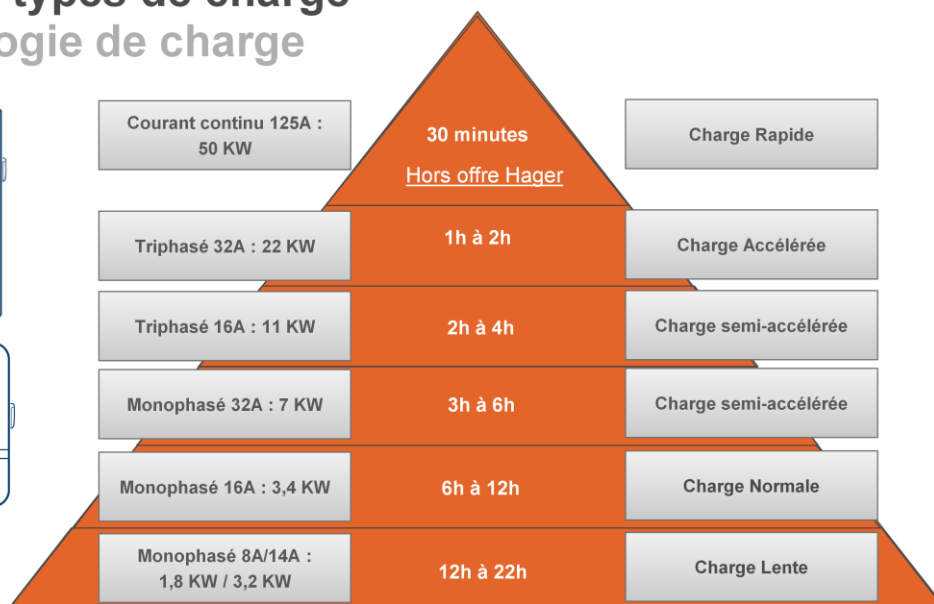 types de charge
ogie de charge
Courant continu 125A :
50 KW
30 minutes
Hors offre Hager
Charge Rapide
Triphasé 32A : 22 KW
1h à 2h
Charge Accélérée
Triphasé 16A : 11 KW
2h à 4h
Charge semi-accélérée
Monophasé 32A : 7 KW
3h à 6h
Charge semi-accélérée
Monophasé 16A : 3,4 KW
6h à 12h
Charge Normale
Monophasé 8A/14A :
1,8 KW / 3,2 KW
12h à 22h
Charge Lente